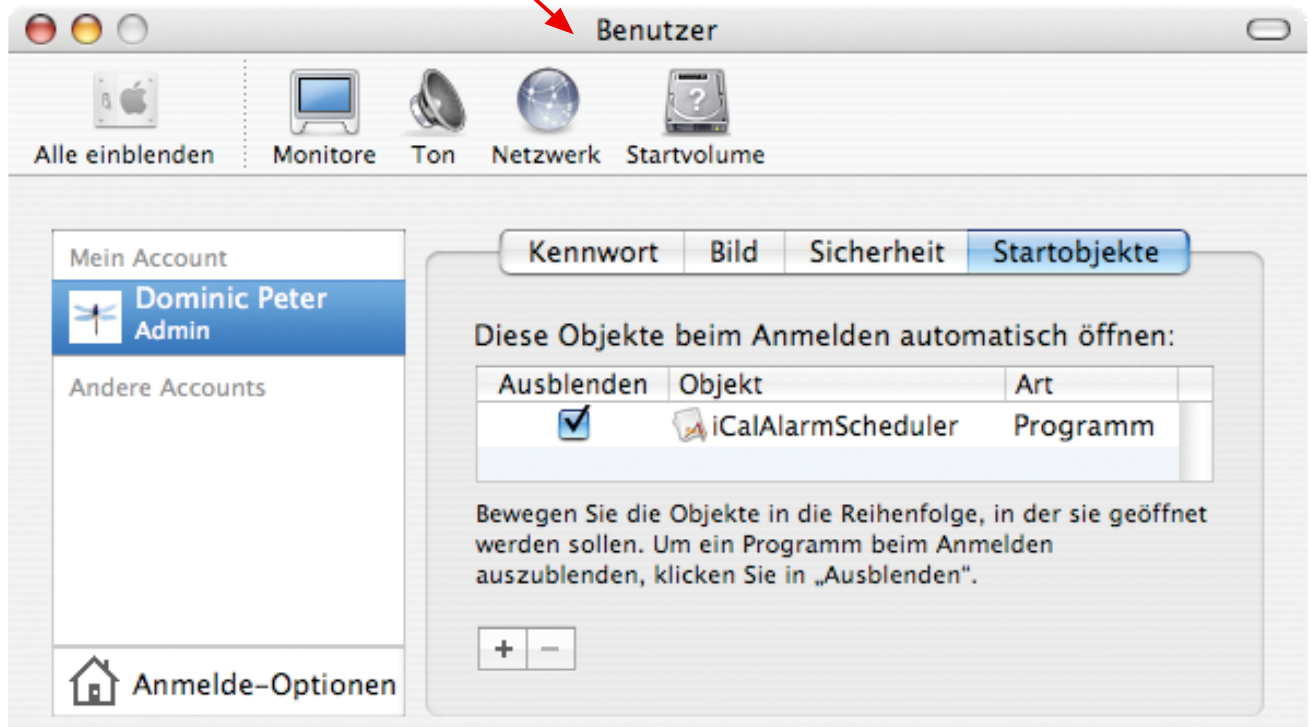 Benutzer
Alle einblenden Monitore Ton Netzwerk Startvolume
Mein Account
Dominic Peter
Admin
Andere Accounts
Anmelde-Optionen
Kennwort Bild Sicherheit Startobjekte
Diese Objekte beim Anmelden automatisch öffnen:
Ausblenden Objekt Art
iCalAlarmScheduler Programm
Bewegen Sie die Objekte in die Reihenfolge, in der sie geöffnet
werden sollen. Um ein Programm beim Anmelden
auszublenden, klicken Sie in „Ausblenden“.